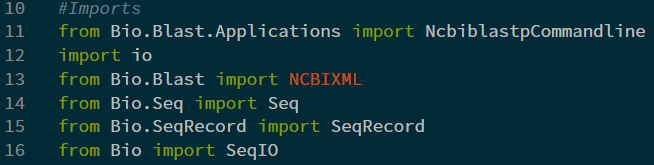 10 #Imports
11 from Bio.Blast.Applications import NcbiblastpCommandline
12 import io
13 from Bio.Blast import NCBIXML
14 from Bio.Seq import Seq
15 from Bio.SeqRecord import SeqRecord
16 from Bio import SeqIO